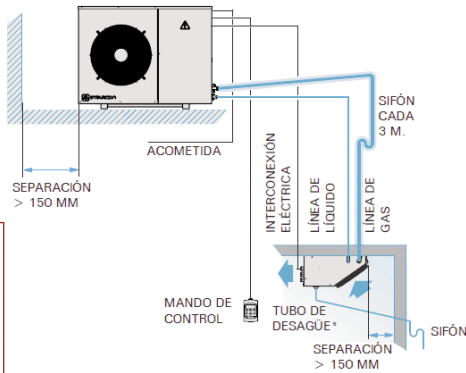 INTARCON
SIFÓN
CADA
3 M.
ACOMETIDA
SEPARACIÓN
> 150 MM
INTERCONEXIÓN
ELÉCTRICA
LÍNEA DE
LÍQUIDO
LÍNEA DE
GAS
MANDO DE
CONTROL
TUBO DE
DESAGÜE*
SIFÓN
SEPARACIÓN
> 150 MM